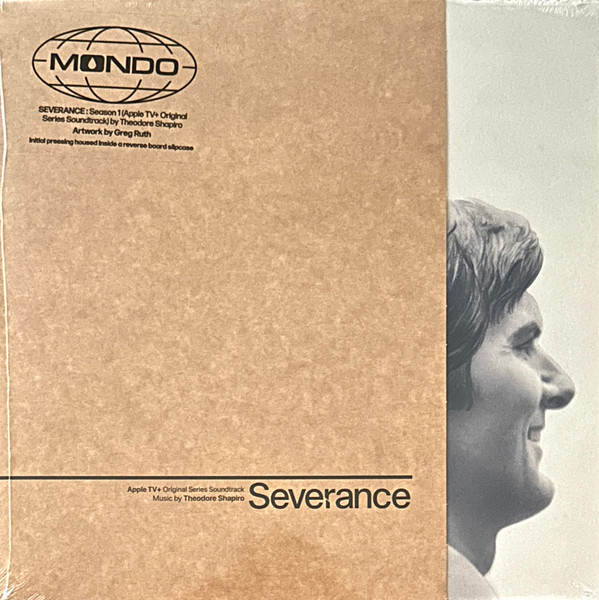 MONDO
SEVERANCE: Season 1 (Apple TV+ Original
Series Soundtrack) by Theodore Shapiro
Artwork by Greg Ruth
Initial pressing housed inside a reverse board slipcase
Apple TV+ Original Series Soundtrack
Music by Theodore Shapiro
Severance